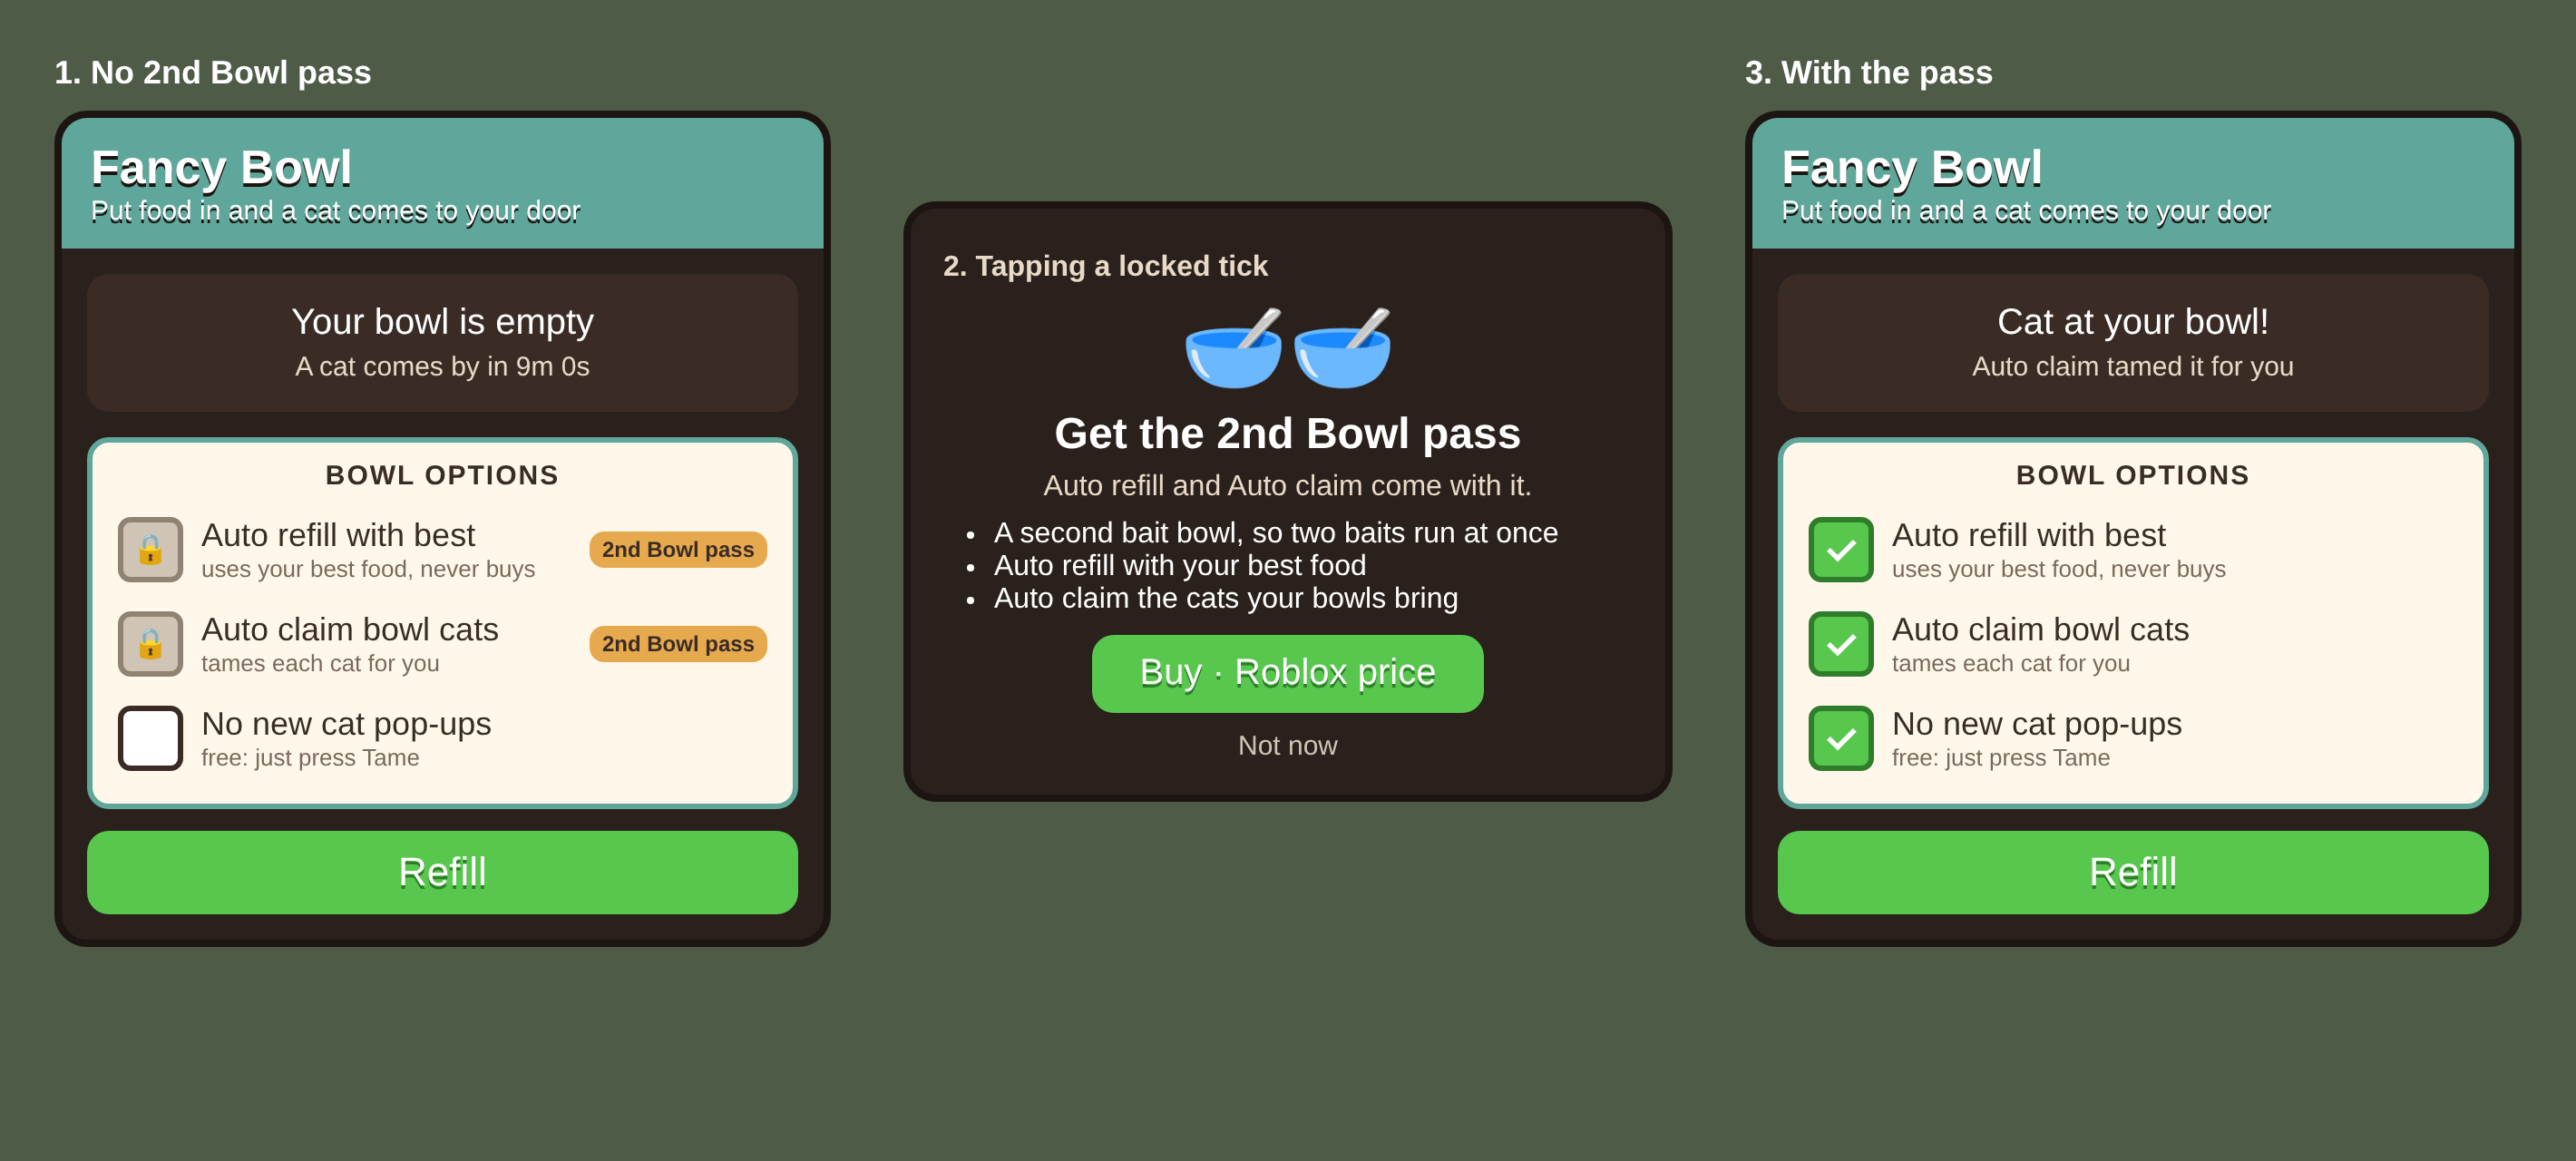 1. No 2nd Bowl pass
Fancy Bowl
Put food in and a cat comes to your door
Your bowl is empty
A cat comes by in 9m 0s
BOWL OPTIONS
Auto refill with best
uses your best food, never buys
2nd Bowl pass
Auto claim bowl cats
tames each cat for you
2nd Bowl pass
No new cat pop-ups
free: just press Tame
Refill
2. Tapping a locked tick
Get the 2nd Bowl pass
Auto refill and Auto claim come with it.
• A second bait bowl, so two baits run at once
• Auto refill with your best food
• Auto claim the cats your bowls bring
Buy · Roblox price
Not now
3. With the pass
Fancy Bowl
Put food in and a cat comes to your door
Cat at your bowl!
Auto claim tamed it for you
BOWL OPTIONS
Auto refill with best
uses your best food, never buys
Auto claim bowl cats
tames each cat for you
No new cat pop-ups
free: just press Tame
Refill